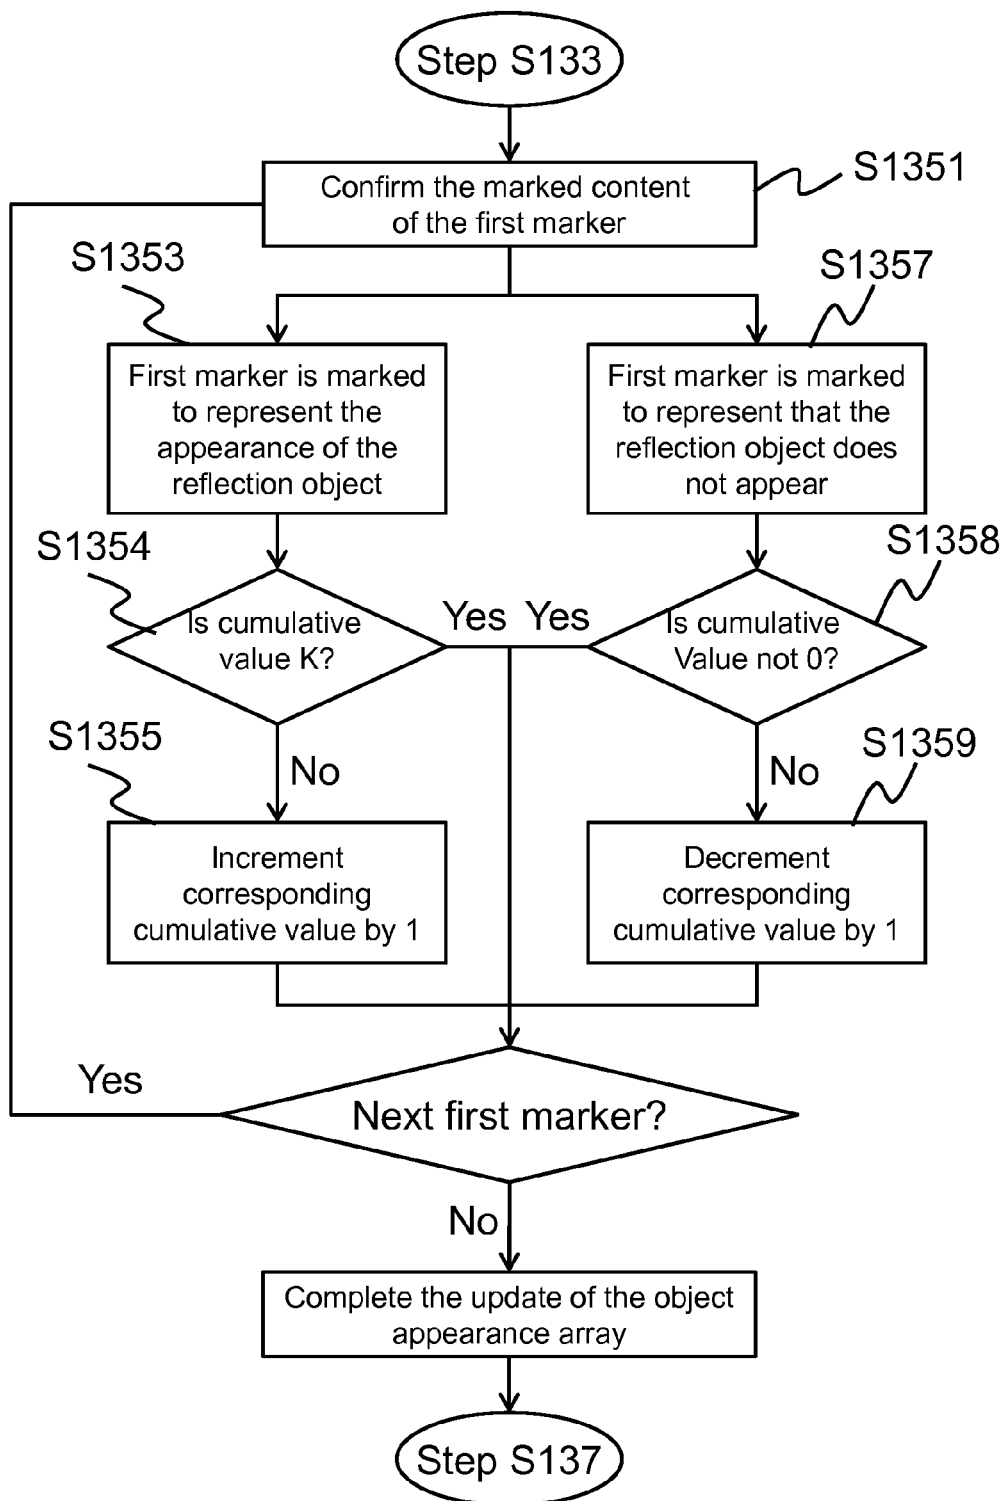 Step S133
Confirm the marked content
of the first marker
S1351
S1353
S1357
First marker is marked
to represent the
appearance of the
reflection object
First marker is marked
to represent that the
reflection object does
not appear
S1354
S1358
Is cumulative
value K?
Yes
Yes
Is cumulative
Value not 0?
S1355
No
No
S1359
Increment
corresponding
cumulative value by 1
Decrement
corresponding
cumulative value by 1
Yes
Next first marker?
No
Complete the update of the object
appearance array
Step S137